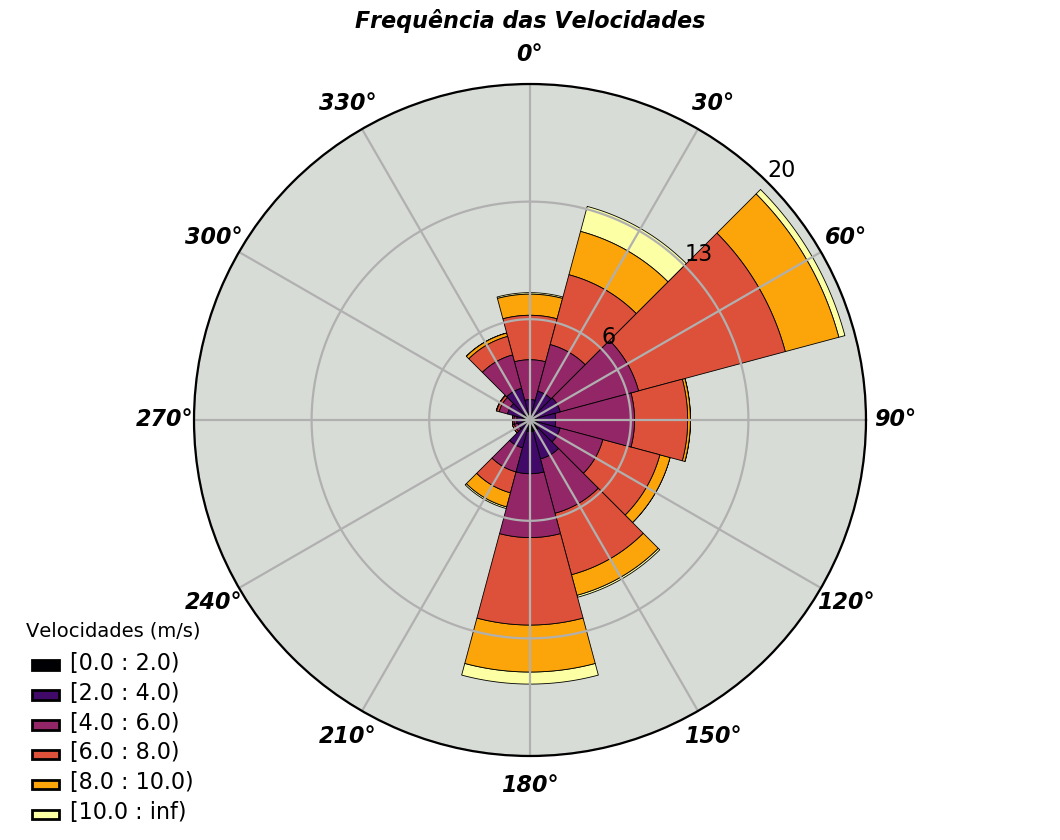 Frequência das Velocidades
0°
330°
30°
20
300°
60°
13
6
270°
90°
240°
120°
210°
150°
180°
Velocidades (m/s)
[0.0 : 2.0)
[2.0 : 4.0)
[4.0 : 6.0)
[6.0 : 8.0)
[8.0 : 10.0)
[10.0 : inf)